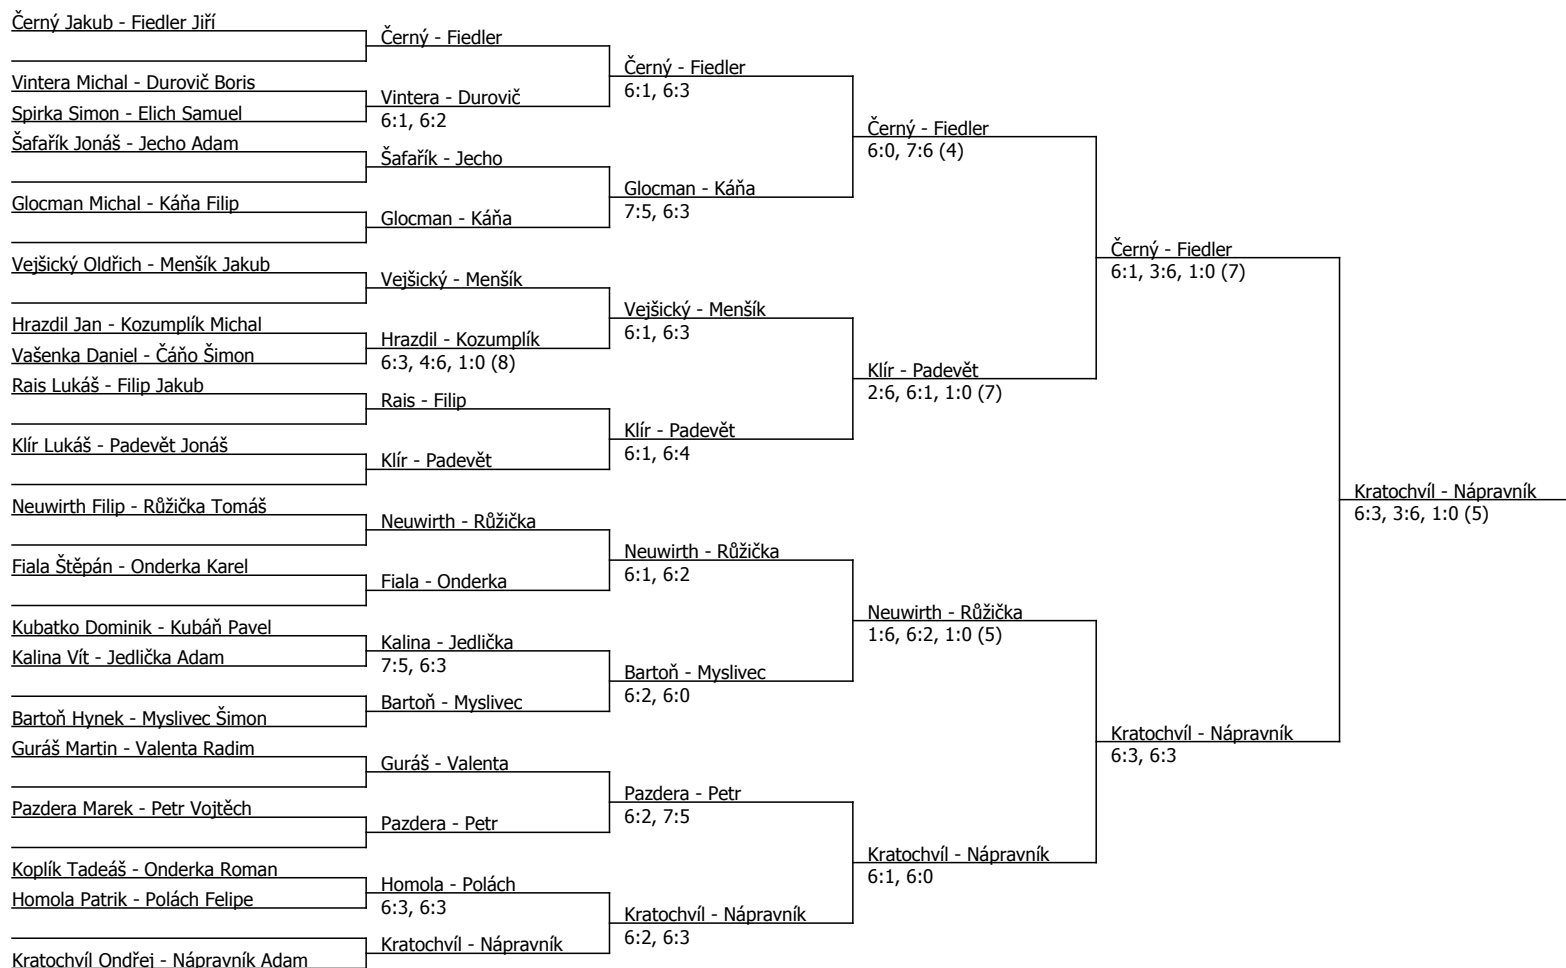 Černý Jakub - Fiedler Jiří
Vintera Michal - Durovič Boris
Spirka Simon - Elich Samuel
Šafařík Jonáš - Jecho Adam
Glocman Michal - Káňa Filip
Vejšický Oldřich - Menšík Jakub
Hrazdil Jan - Kozumplík Michal
Vašenka Daniel - Čáňo Šimon
Rais Lukáš - Filip Jakub
Klír Lukáš - Padevět Jonáš
Neuwirth Filip - Růžička Tomáš
Fiala Štěpán - Onderka Karel
Kubatko Dominik - Kubáň Pavel
Kalina Vít - Jedlička Adam
Bartoň Hynek - Myslivec Šimon
Guráš Martin - Valenta Radim
Pazdera Marek - Petr Vojtěch
Koplík Tadeáš - Onderka Roman
Homola Patrik - Polách Felipe
Kratochvíl Ondřej - Nápravník Adam
Černý - Fiedler
Vintera - Durovič
6:1, 6:2
Šafařík - Jecho
Glocman - Káňa
Vejšický - Menšík
Hrazdil - Kozumplík
6:3, 4:6, 1:0 (8)
Rais - Filip
Klír - Padevět
Neuwirth - Růžička
Fiala - Onderka
Kalina - Jedlička
7:5, 6:3
Bartoň - Myslivec
Guráš - Valenta
Pazdera - Petr
Homola - Polách
6:3, 6:3
Kratochvíl - Nápravník
Černý - Fiedler
6:1, 6:3
Glocman - Káňa
7:5, 6:3
Vejšický - Menšík
6:1, 6:3
Klír - Padevět
6:1, 6:4
Neuwirth - Růžička
6:1, 6:2
Bartoň - Myslivec
6:2, 6:0
Pazdera - Petr
6:2, 7:5
Kratochvíl - Nápravník
6:2, 6:3
Černý - Fiedler
6:0, 7:6 (4)
Klír - Padevět
2:6, 6:1, 1:0 (7)
Neuwirth - Růžička
1:6, 6:2, 1:0 (5)
Kratochvíl - Nápravník
6:1, 6:0
Černý - Fiedler
6:1, 3:6, 1:0 (7)
Kratochvíl - Nápravník
6:3, 6:3
Kratochvíl - Nápravník
6:3, 3:6, 1:0 (5)